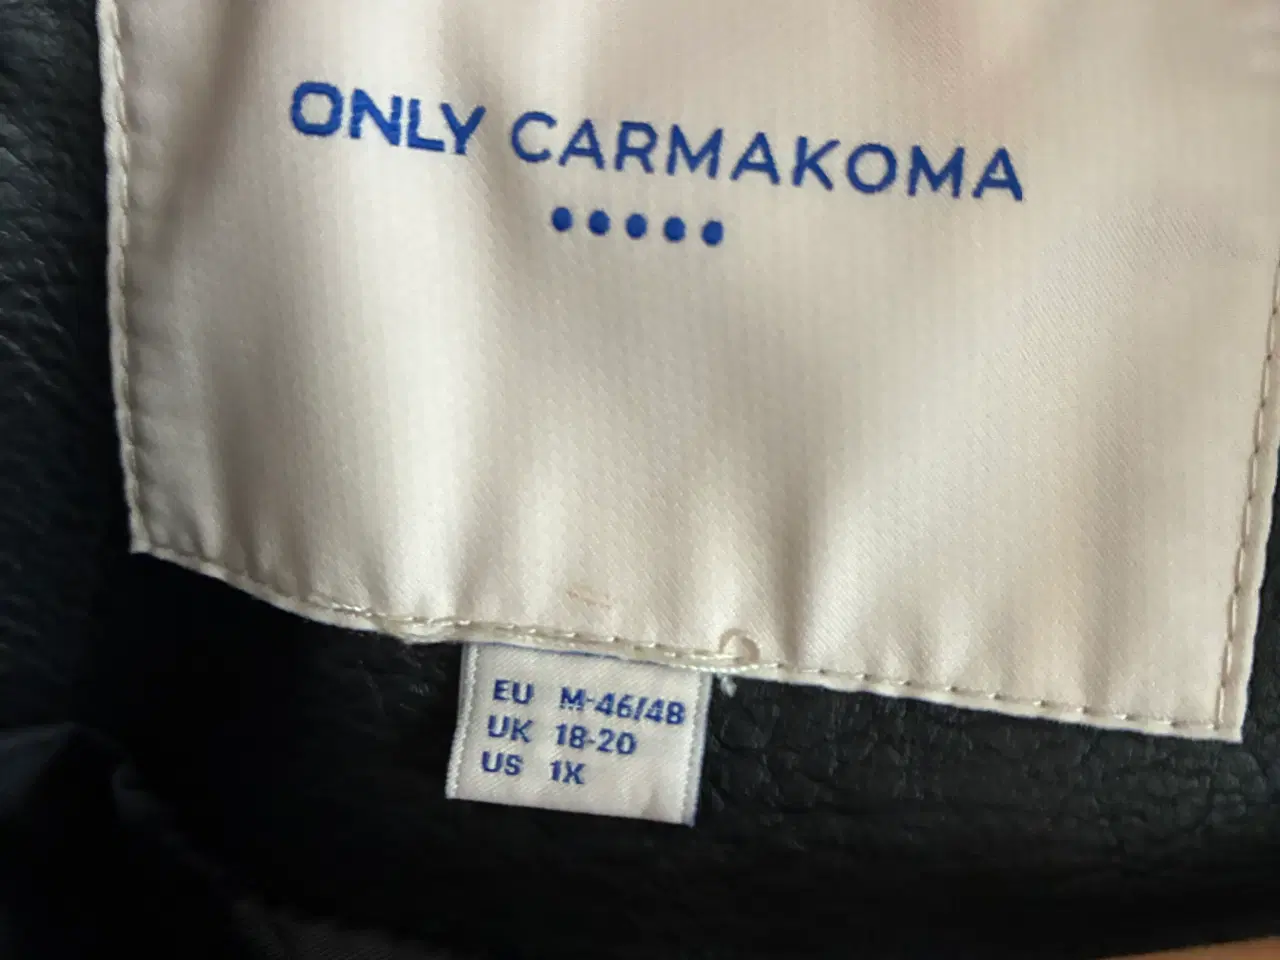 ONLY CARMAKOMA
EU M-46/48
UK 18-20
US 1X